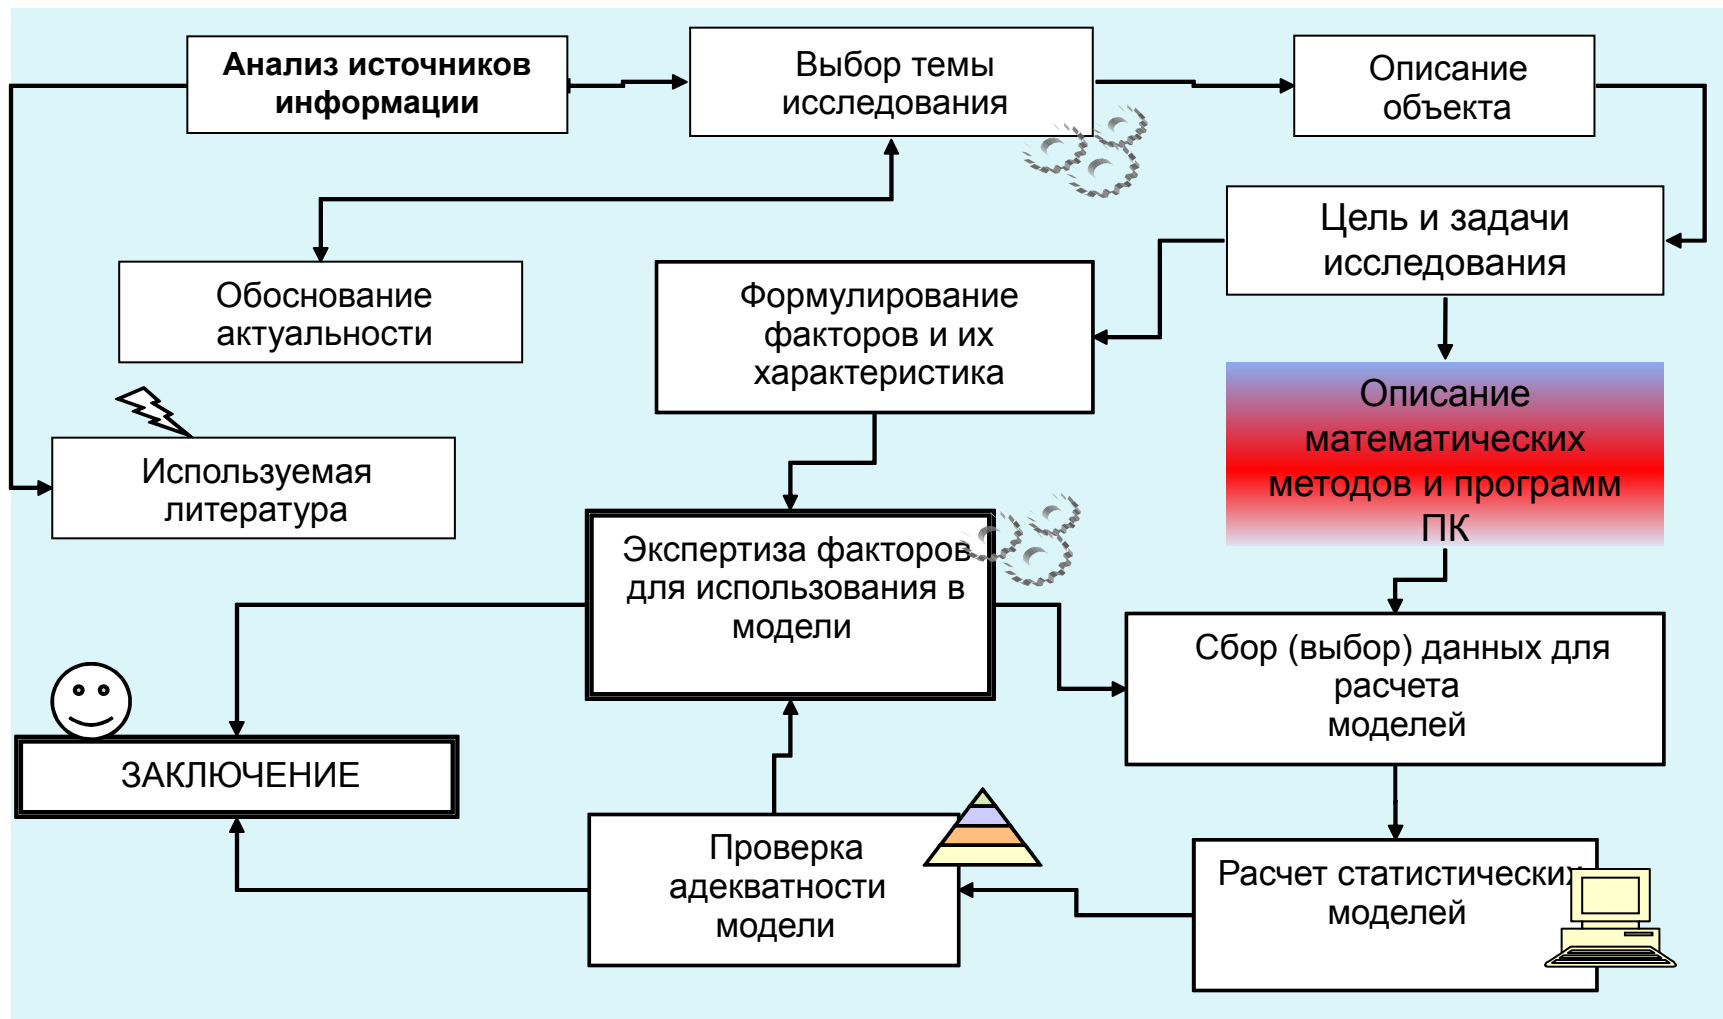 Анализ источников
информации
Выбор темы
исследования
Описание
объекта
Цель и задачи
исследования
Обоснование
актуальности
Формулирование
факторов и их
характеристика
Описание
математических
методов и программ
ПК
Используемая
литература
Экспертиза факторов
для использования в
модели
Сбор (выбор) данных для
расчета
моделей
ЗАКЛЮЧЕНИЕ
Проверка
адекватности
модели
Расчет статистических
моделей